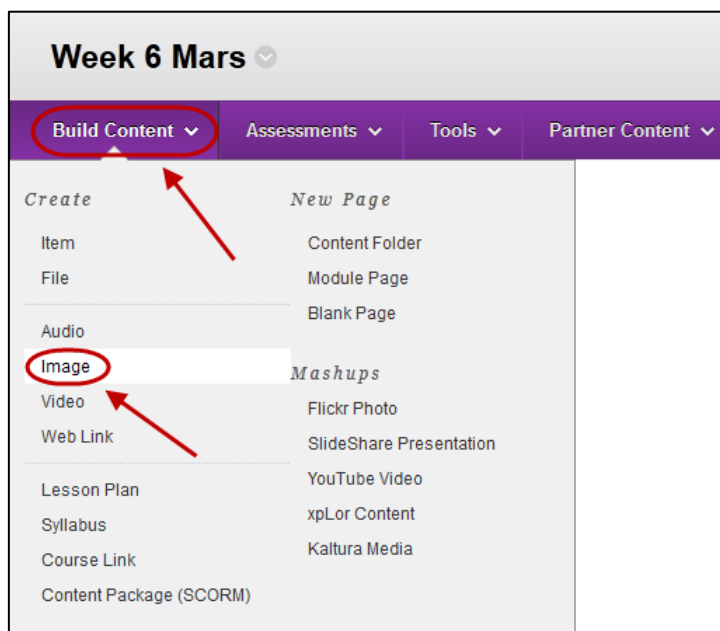 Week 6 Mars
Build Content
Assessments
Tools
Partner Content
Create
Item
File
Audio
Image
Video
Web Link
Lesson Plan
Syllabus
Course Link
Content Package (SCORM)
New Page
Content Folder
Module Page
Blank Page
Mashups
Flickr Photo
SlideShare Presentation
YouTube Video
xpLor Content
Kaltura Media